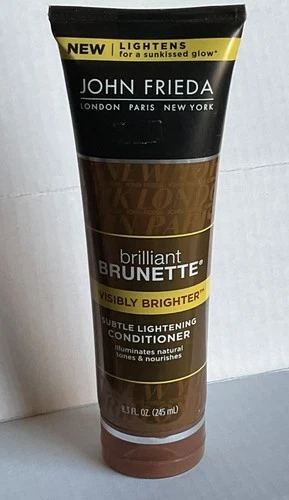 NEW | LIGHTENS
for a sunkissed glow*
JOHN FRIEDA
LONDON PARIS NEW YORK
brilliant
BRUNETTE®
VISIBLY BRIGHTER™
SUBTLE LIGHTENING
CONDITIONER
illuminates natural
tones & nourishes
8.3 FL. OZ. (245 mL)